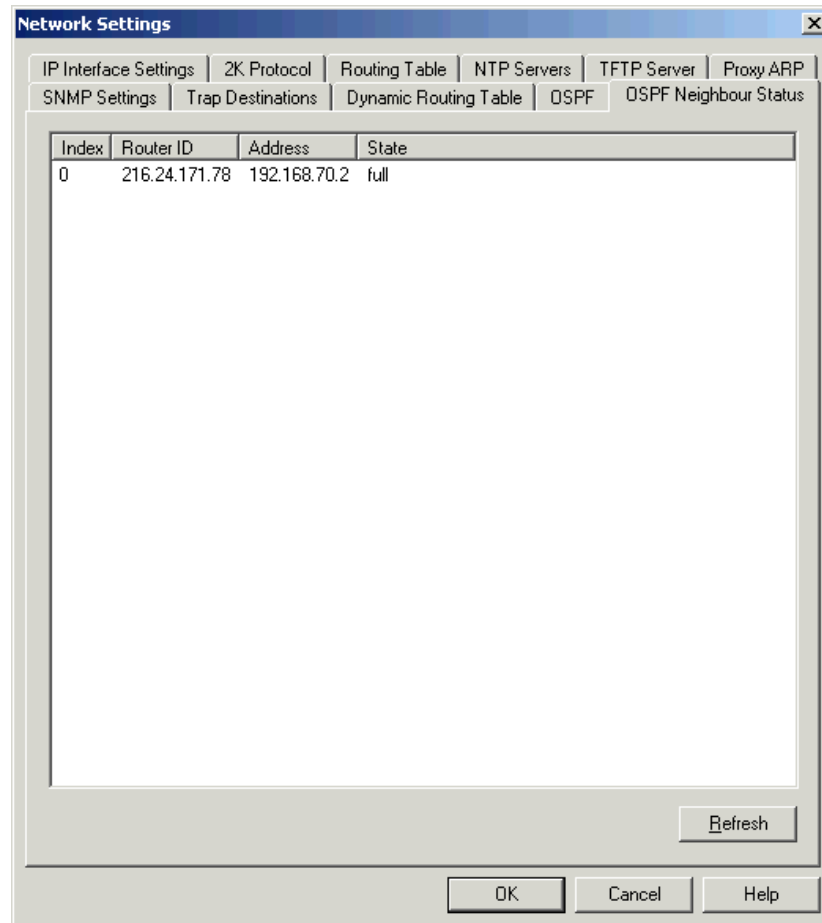 Network Settings
IP Interface Settings 2K Protocol Routing Table NTP Servers TFTP Server Proxy ARP
SNMP Settings Trap Destinations Dynamic Routing Table OSPF OSPF Neighbour Status
Index Router ID Address State
0 216.24.171.78 192.168.70.2 full
Refresh
OK Cancel Help